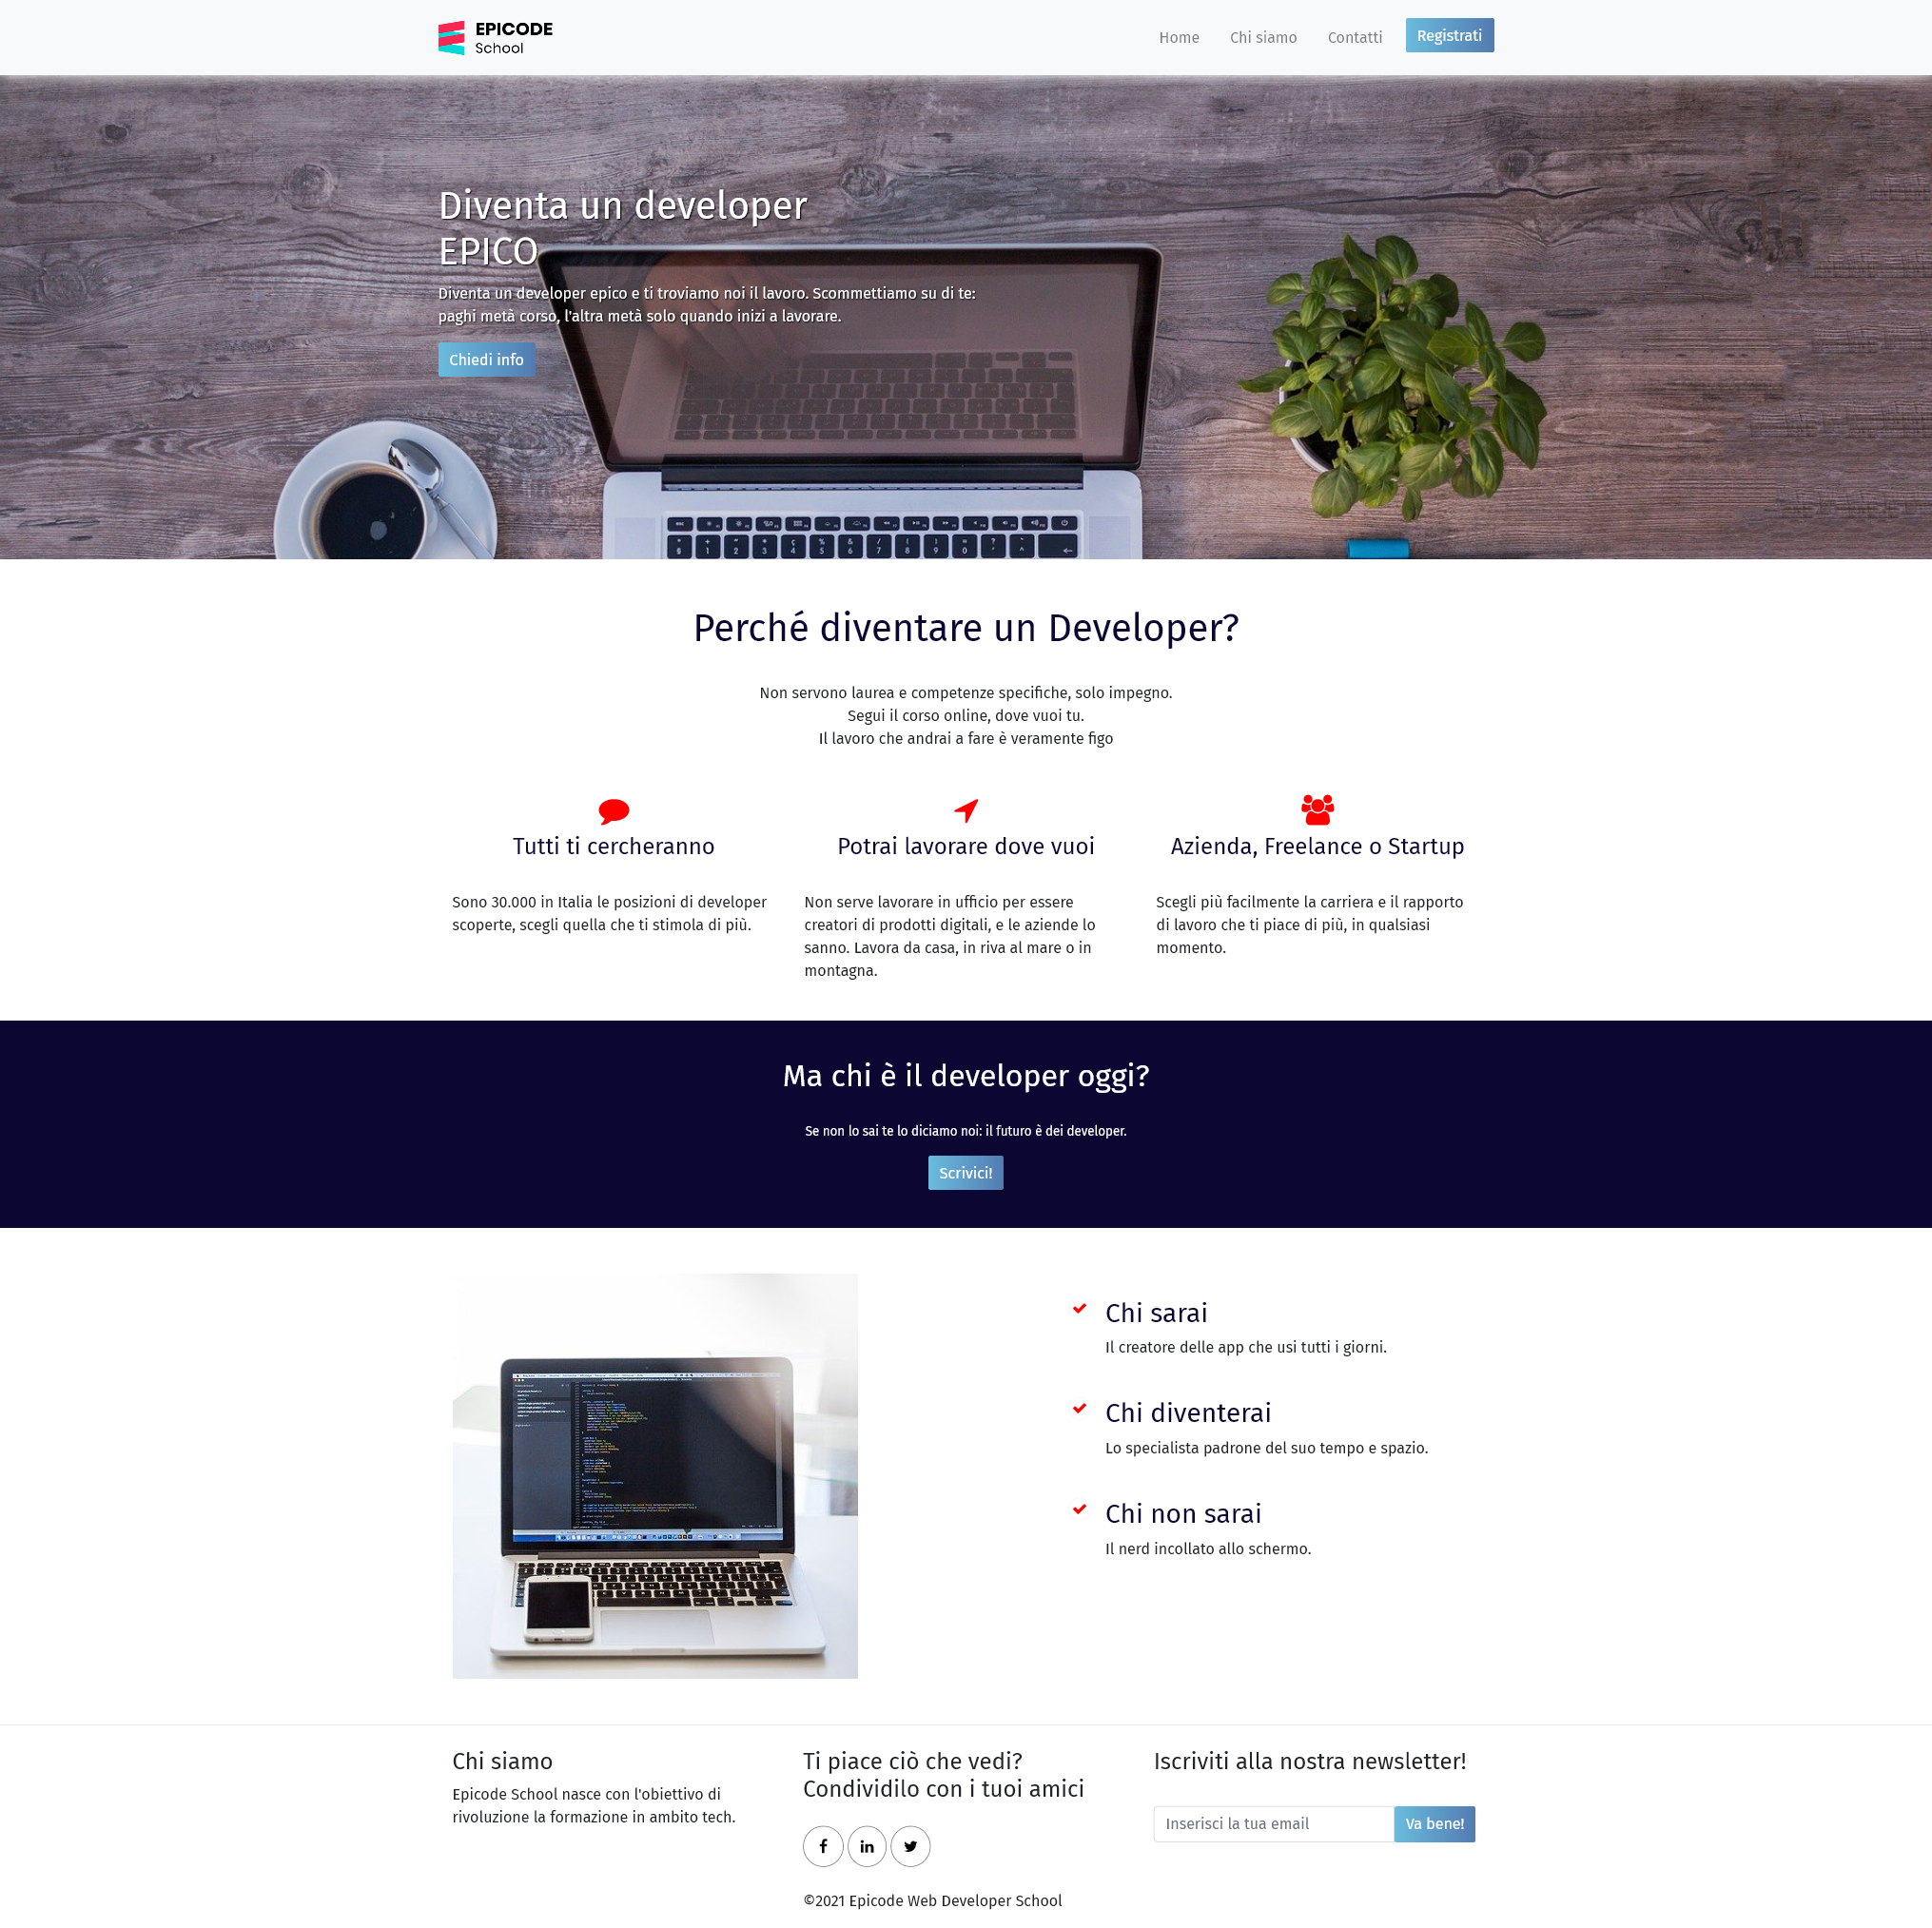 EPICODE
School
Home
Chi siamo
Contatti
Registrati
Diventa un developer
EPICO
Diventa un developer epico e ti troviamo noi il lavoro. Scommettiamo su di te:
paghi metà corso, l'altra metà solo quando inizi a lavorare.
Chiedi info
Perché diventare un Developer?
Non servono laurea e competenze specifiche, solo impegno.
Segui il corso online, dove vuoi tu.
Il lavoro che andrai a fare è veramente figo
Tutti ti cercheranno
Sono 30.000 in Italia le posizioni di developer
scoperte, scegli quella che ti stimola di più.
Potrai lavorare dove vuoi
Non serve lavorare in ufficio per essere
creatori di prodotti digitali, e le aziende lo
sanno. Lavora da casa, in riva al mare o in
montagna.
Azienda, Freelance o Startup
Scegli più facilmente la carriera e il rapporto
di lavoro che ti piace di più, in qualsiasi
momento.
Ma chi è il developer oggi?
Se non lo sai te lo diciamo noi: il futuro è dei developer.
Scrivici!
Chi sarai
Il creatore delle app che usi tutti i giorni.
Chi diventerai
Lo specialista padrone del suo tempo e spazio.
Chi non sarai
Il nerd incollato allo schermo.
Chi siamo
Epicode School nasce con l'obiettivo di
rivoluzione la formazione in ambito tech.
Ti piace ciò che vedi?
Condividilo con i tuoi amici
©2021 Epicode Web Developer School
Iscriviti alla nostra newsletter!
Inserisci la tua email
Va bene!